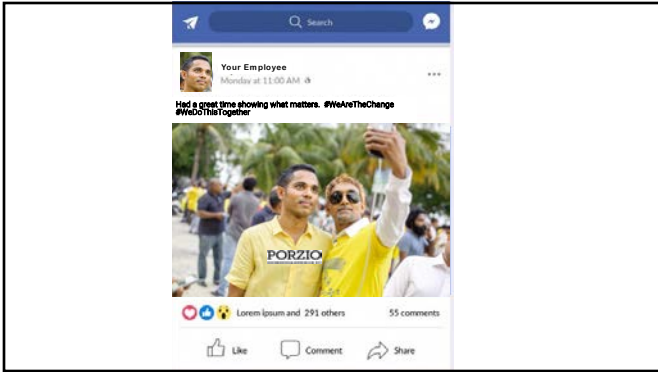 Search
Your Employee
Monday at 11:00 AM
Had a great time showing what matters. #WeAreTheChange
#WeDoThisTogether
PORZIO
Lorem ipsum and 291 others 55 comments
Like Comment Share